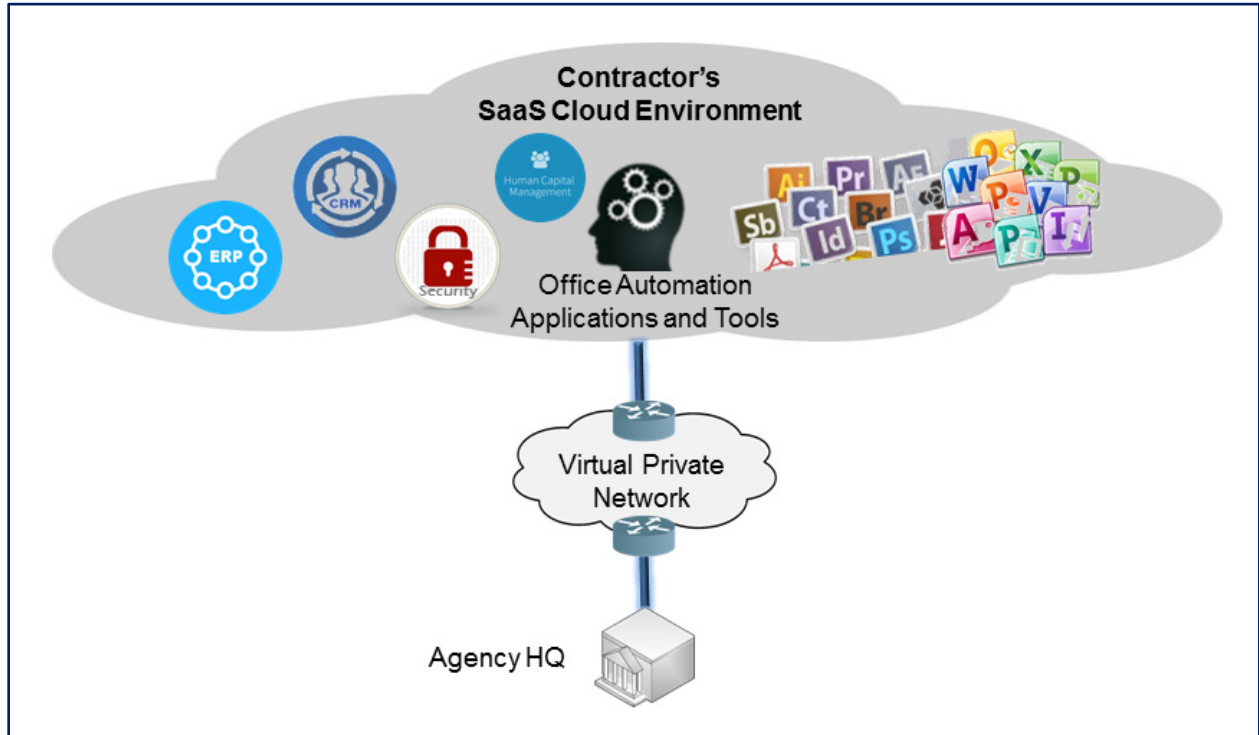 Contractor's
SaaS Cloud Environment
CRM
Human Capital
Management
ERP
Security
Office Automation
Applications and Tools
Ai
Pr
AE
Sb
Ct
Br
Id
Ps
O
X
W
P
V
P
A
P
I
Virtual Private
Network
Agency HQ